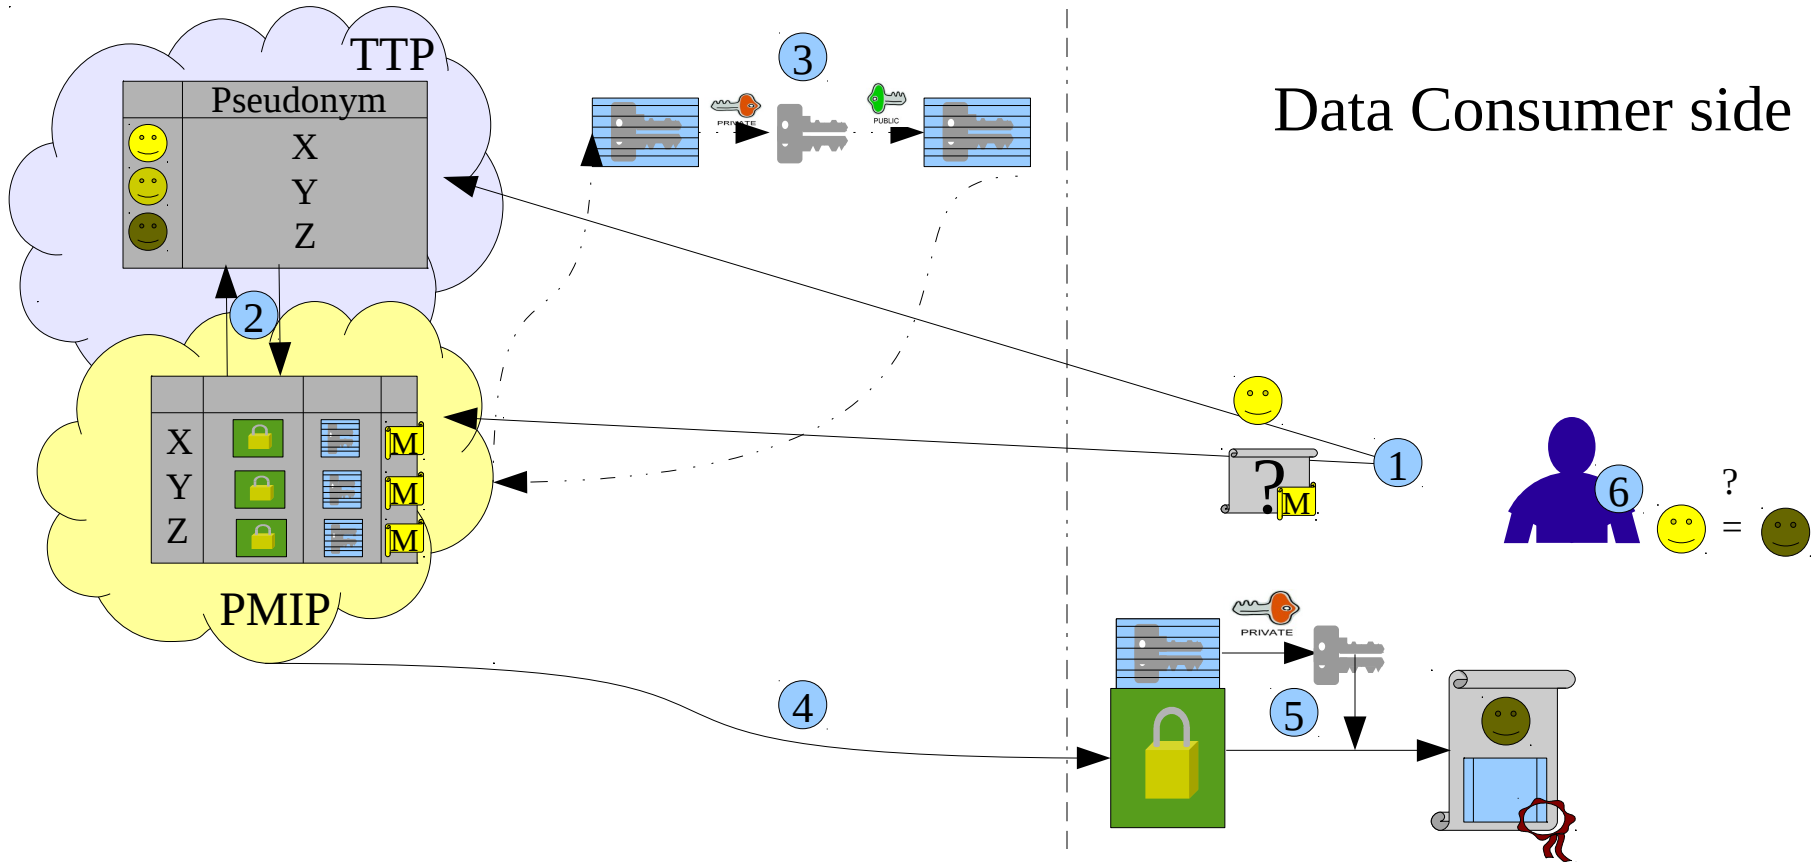 TTP
Pseudonym
X
Y
Z
2
PMIP
X
Y
Z
M
M
M
3
PRIVATE
PUBLIC
Data Consumer side
1
?
M
6
?
=
4
PRIVATE
5